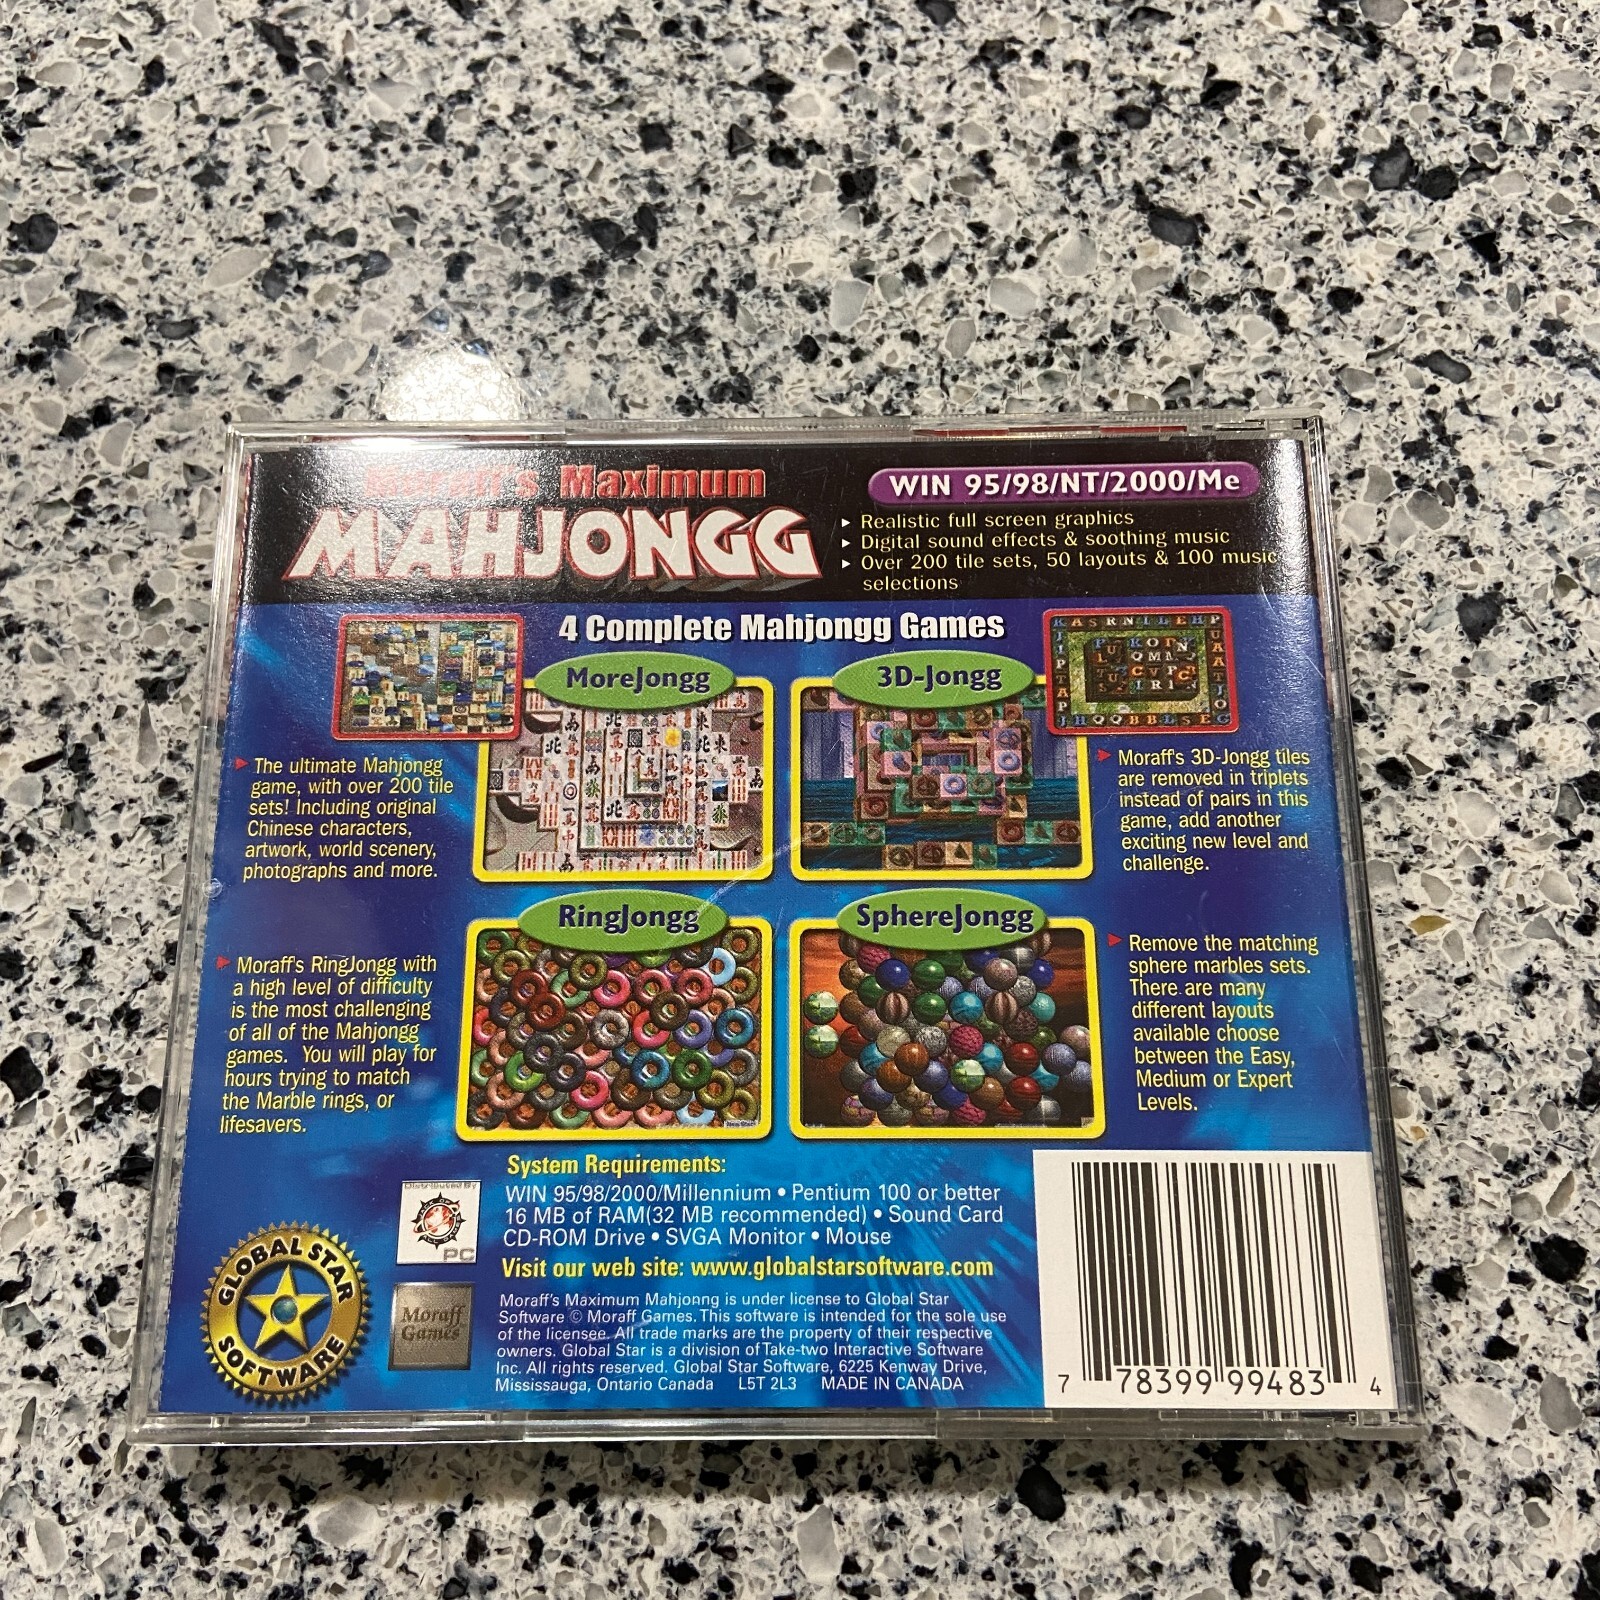 Moraff's Maximum
MAHJONGG
WIN 95/98/NT/2000/Me
Realistic full screen graphics
Digital sound effects & soothing music
Over 200 tile sets, 50 layouts & 100 music
selections
4 Complete Mahjongg Games
MoreJongg
3D-Jongg
The ultimate Mahjongg
game, with over 200 tile
sets! Including original
Chinese characters,
artwork, world scenery,
photographs and more.
Moraff's 3D-Jongg tiles
are removed in triplets
instead of pairs in this
game, add another
exciting new level and
challenge.
RingJongg
SphereJongg
Moraff's RingJongg with
a high level of difficulty
is the most challenging
of all of the Mahjongg
games. You will play for
hours trying to match
the Marble rings, or
lifesavers.
Remove the matching
sphere marbles sets.
There are many
different layouts
available choose
between the Easy,
Medium or Expert
Levels.
System Requirements:
WIN 95/98/2000/Millennium • Pentium 100 or better
16 MB of RAM(32 MB recommended) • Sound Card
CD-ROM Drive • SVGA Monitor • Mouse
Visit our web site: www.globalstarsoftware.com
Moraff's Maximum Mahjong is under license to Global Star
Software © Moraff Games. This software is intended for the sole use
of the licensee. All trade marks are the property of their respective
owners. Global Star is a division of Take-two Interactive Software
Inc. All rights reserved. Global Star Software, 6225 Kenway Drive,
Mississauga, Ontario Canada L5T 2L3 MADE IN CANADA
Distributed By
PC
GLOBAL STAR
SOFTWARE
Moraff
Games
7 78399 99483 4